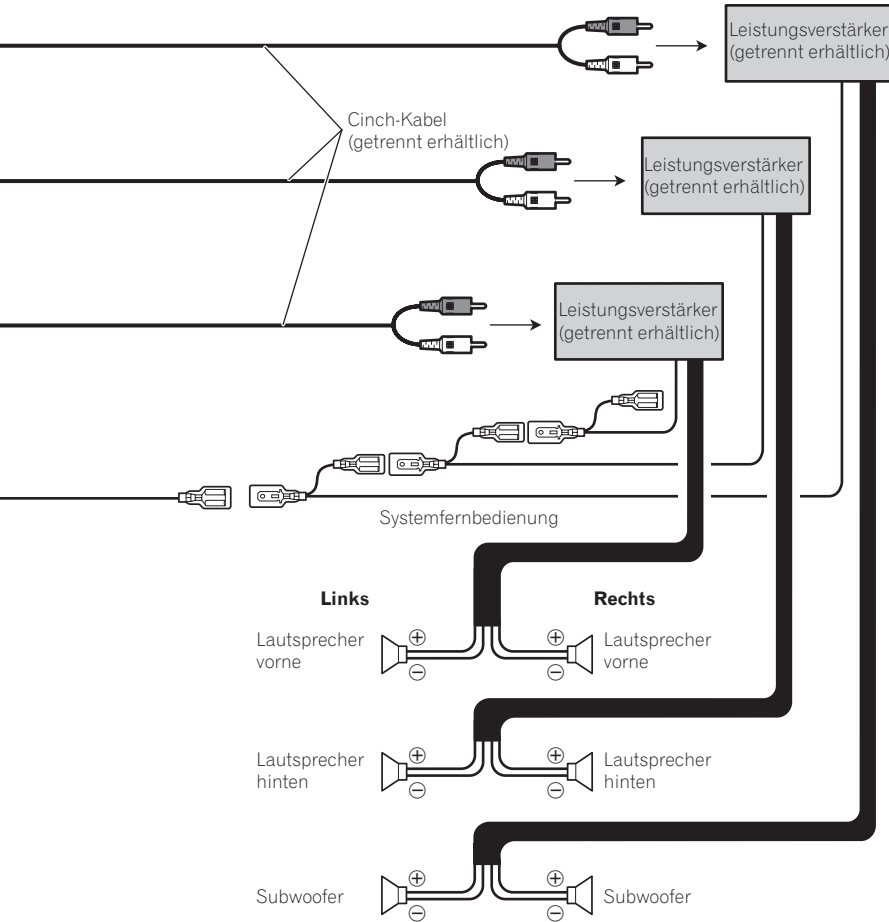 Leistungsverstärker
(getrennt erhältlich)
Cinch-Kabel
(getrennt erhältlich)
Leistungsverstärker
(getrennt erhältlich)
Leistungsverstärker
(getrennt erhältlich)
Systemfernbedienung
Links
Rechts
Lautsprecher
vorne
⊕
⊖
⊕
⊖
Lautsprecher
vorne
Lautsprecher
hinten
⊕
⊖
⊕
⊖
Lautsprecher
hinten
Subwoofer
⊕
⊖
⊕
⊖
Subwoofer